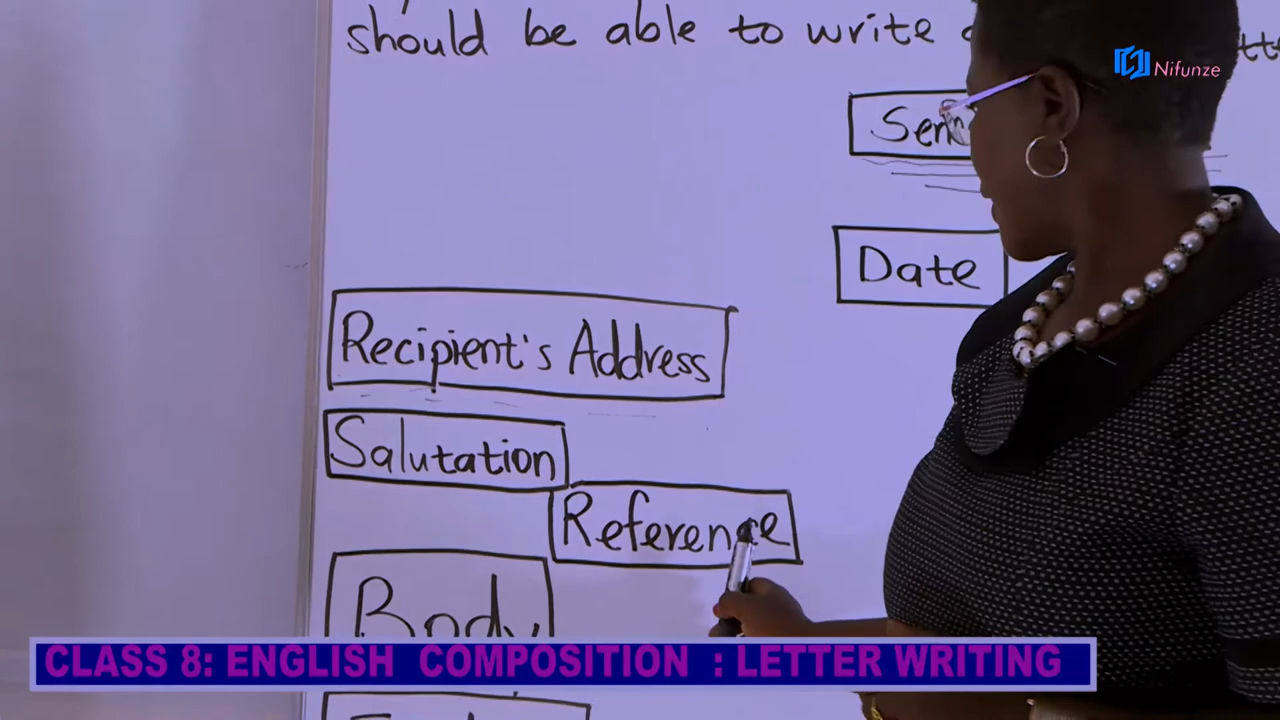 should be able to write
Nifunze
Date
Recipient's Address
Salutation
Reference
Body
CLASS 8: ENGLISH COMPOSITION : LETTER WRITING